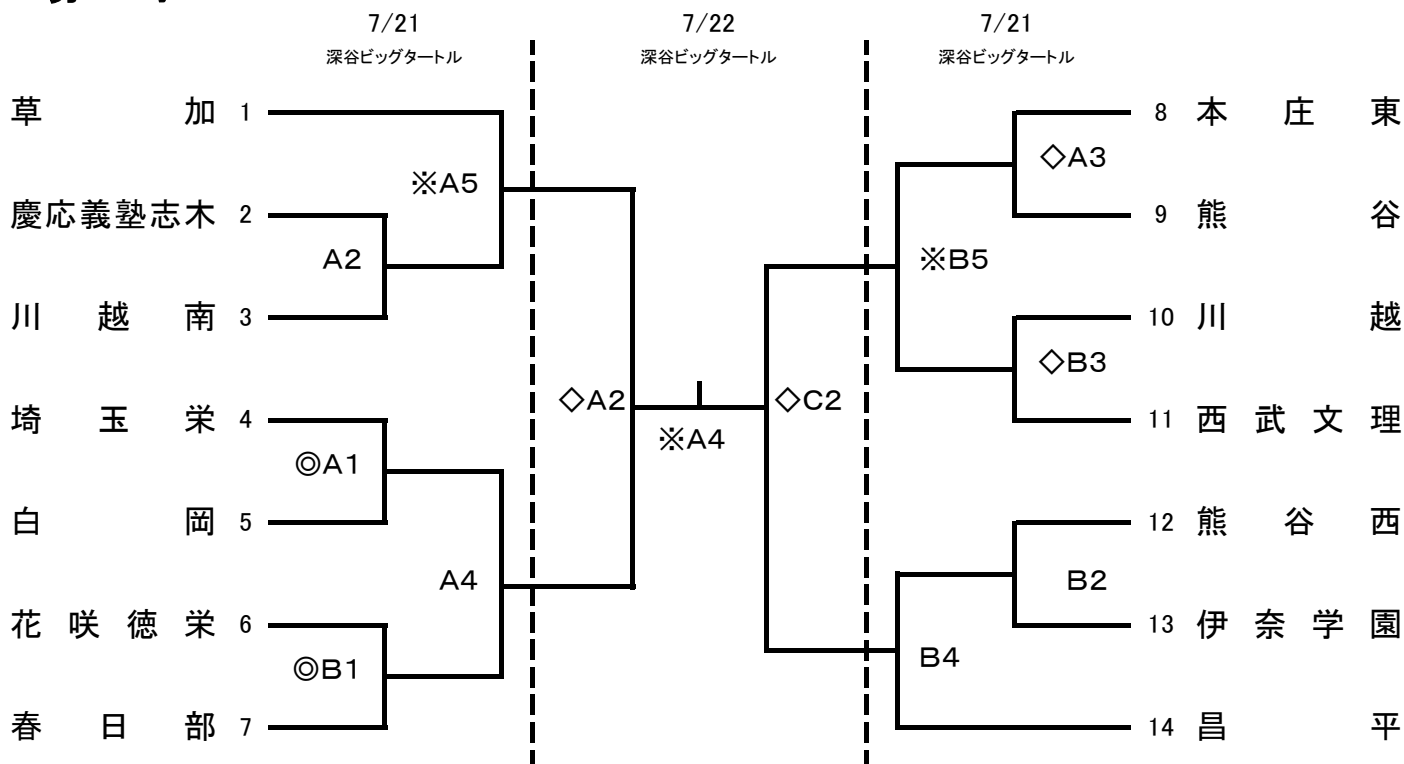 7/21
深谷ビッグタートル
7/22
深谷ビッグタートル
7/21
深谷ビッグタートル
草加 1
慶応義塾志木 2
川越南 3
埼玉栄 4
白岡 5
花咲徳栄 6
春日部 7
※A5
A2
◎A1
A4
◎B1
◇A2
※A4
◇C2
8 本庄東
9 熊谷
10 川越
11 西武文理
12 熊谷西
13 伊奈学園
14 昌平
◇A3
※B5
◇B3
B2
B4